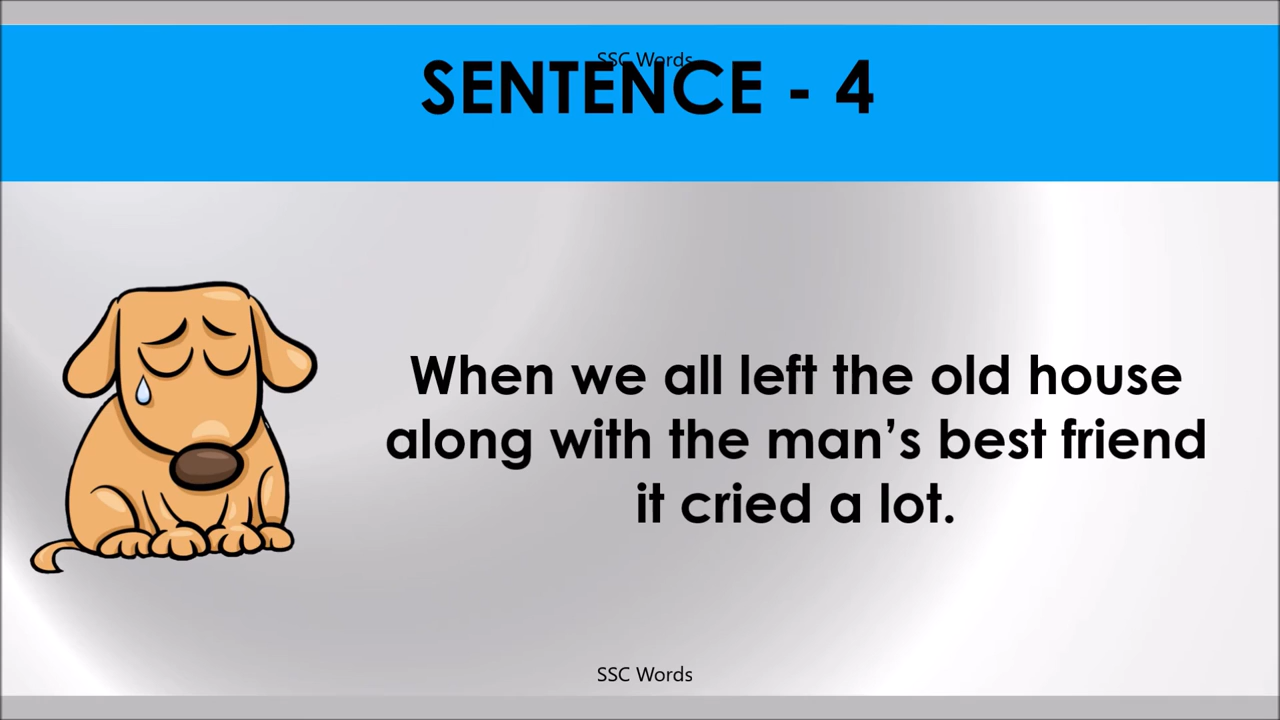 SSC Words
SENTENCE - 4
When we all left the old house
along with the man’s best friend
it cried a lot.
SSC Words